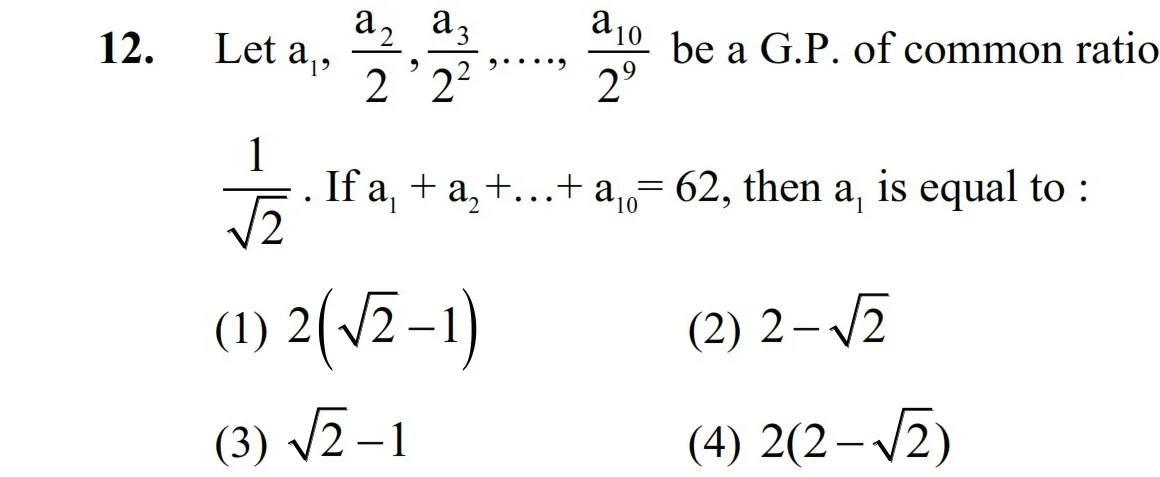 12. Let a₁, a₂/2, a₃/2², ,...., a₁₀/2⁹ be a G.P. of common ratio
1/√2 . If a₁ + a₂ +...+ a₁₀ = 62, then a₁ is equal to :
(1) 2(√2 – 1) (2) 2 – √2
(3) √2 – 1 (4) 2(2 – √2)